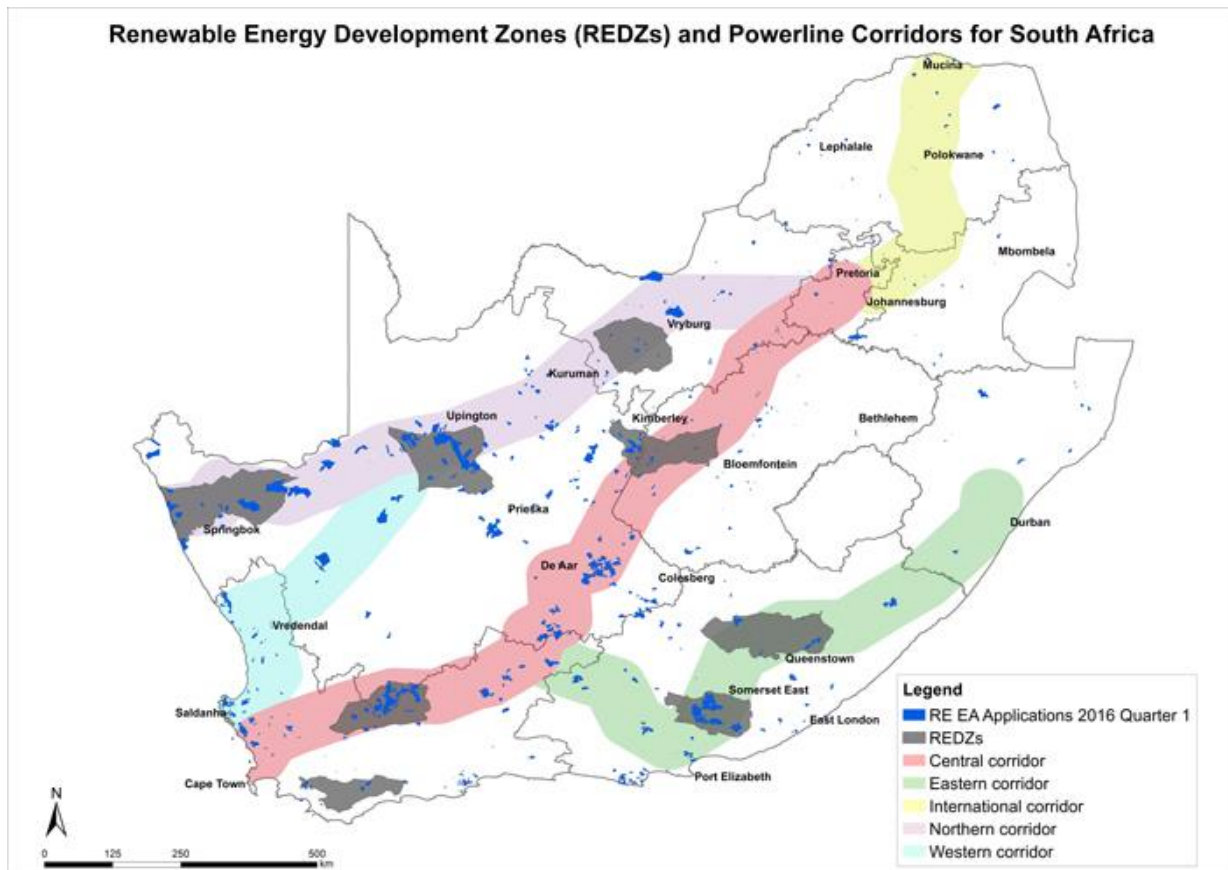 Renewable Energy Development Zones (REDZs) and Powerline Corridors for South Africa
Mucina
Lephalale
Polokwane
Mbombela
Pretoria
Johannesburg
Vryburg
Kuruman
Upington
Kimberley
Bethlehem
Bloemfontein
Prieska
Springbok
Durban
De Aar
Colesberg
Vredendal
Queenstown
Somerset East
Saldanha
East London
Port Elizabeth
Cape Town
Legend
RE EA Applications 2016 Quarter 1
REDZs
Central corridor
Eastern corridor
International corridor
Northern corridor
Western corridor
N
0 125 250 500
km